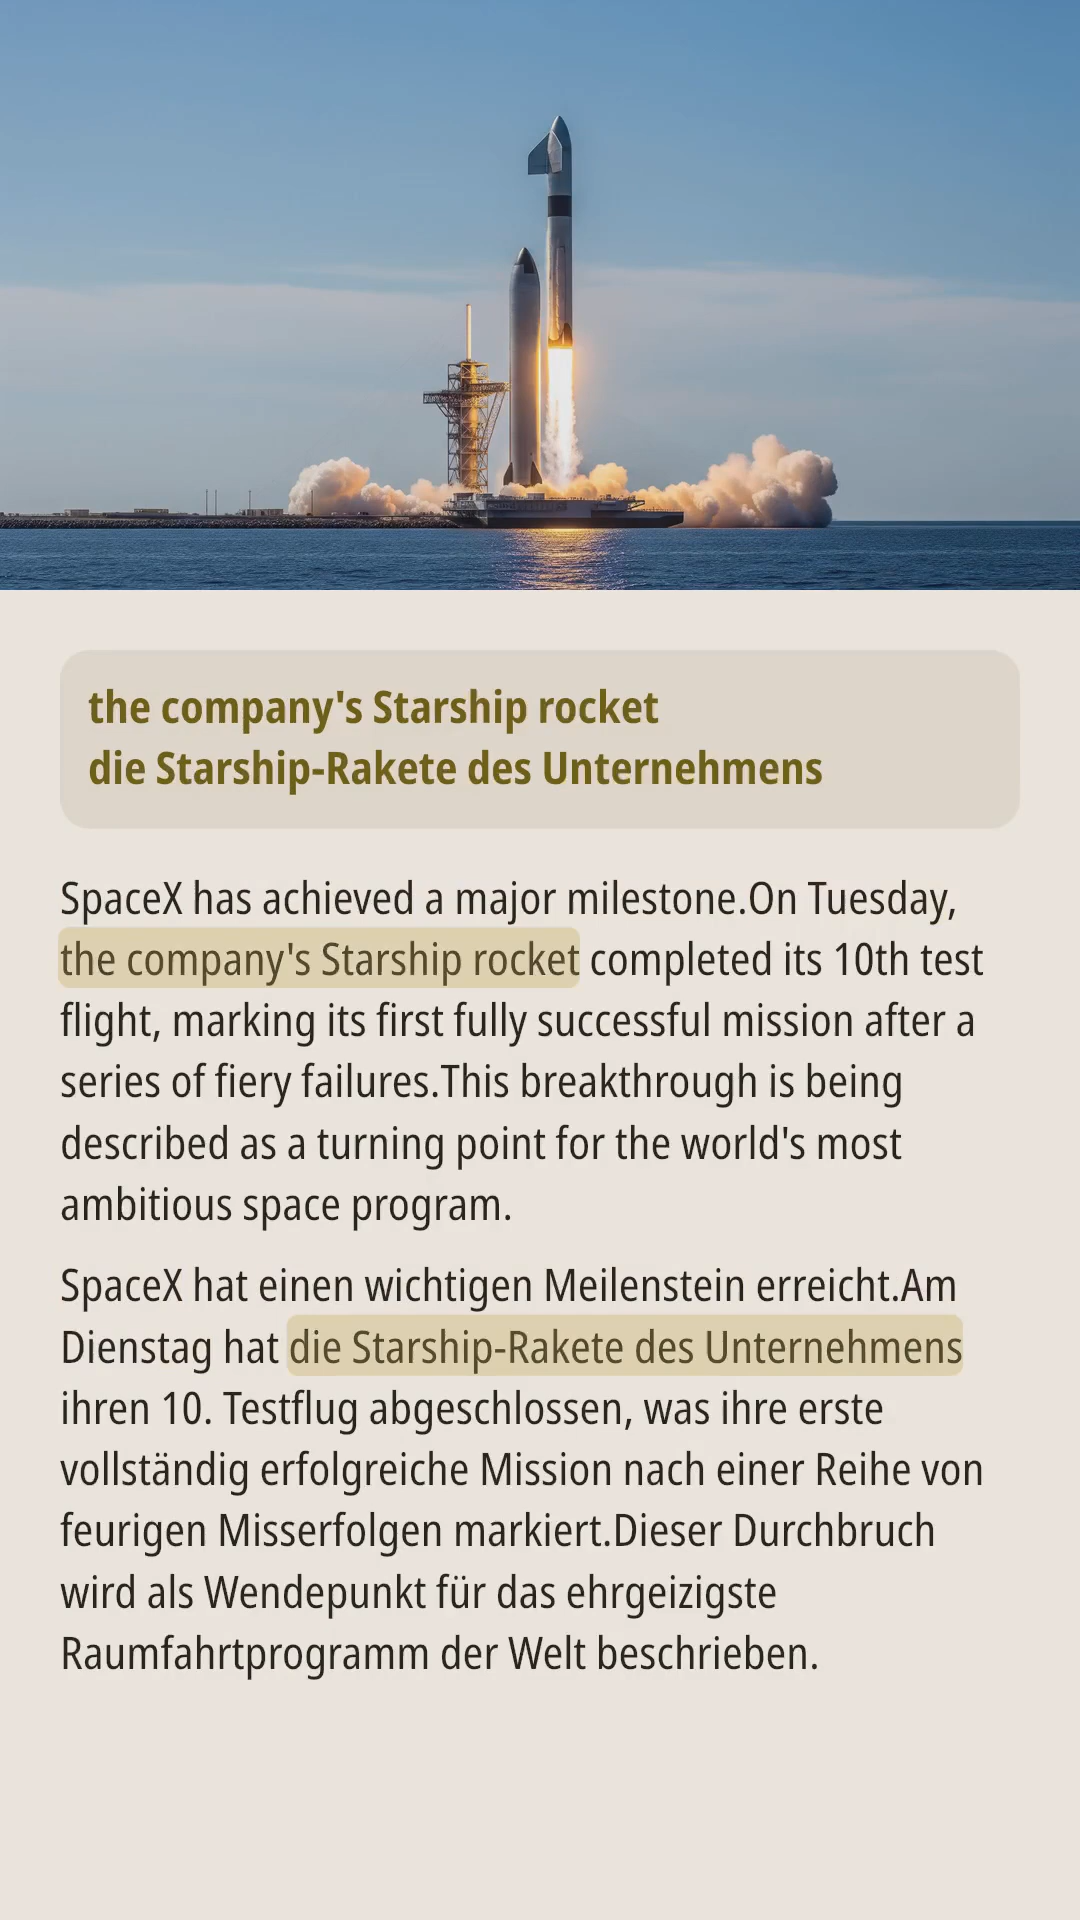 the company's Starship rocket
die Starship-Rakete des Unternehmens
SpaceX has achieved a major milestone.On Tuesday,
the company's Starship rocket completed its 10th test
flight, marking its first fully successful mission after a
series of fiery failures.This breakthrough is being
described as a turning point for the world's most
ambitious space program.
SpaceX hat einen wichtigen Meilenstein erreicht.Am
Dienstag hat die Starship-Rakete des Unternehmens
ihren 10. Testflug abgeschlossen, was ihre erste
vollständig erfolgreiche Mission nach einer Reihe von
feurigen Misserfolgen markiert.Dieser Durchbruch
wird als Wendepunkt für das ehrgeizigste
Raumfahrtprogramm der Welt beschrieben.